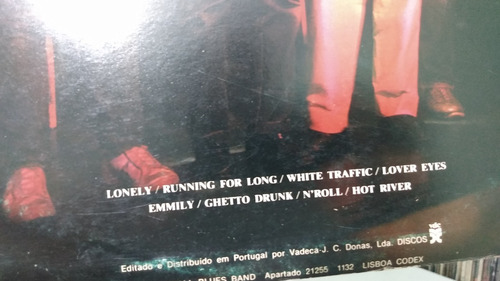 LONELY / RUNNING FOR LONG / WHITE TRAFFIC / LOVER EYES
EMMILY / GHETTO DRUNK / N'ROLL / HOT RIVER
Editado e Distribuido em Portugal por Vadeca-J. C. Donas, Lda. DISCOS
BLUES BAND Apartado 21255 1132 LISBOA CODEX